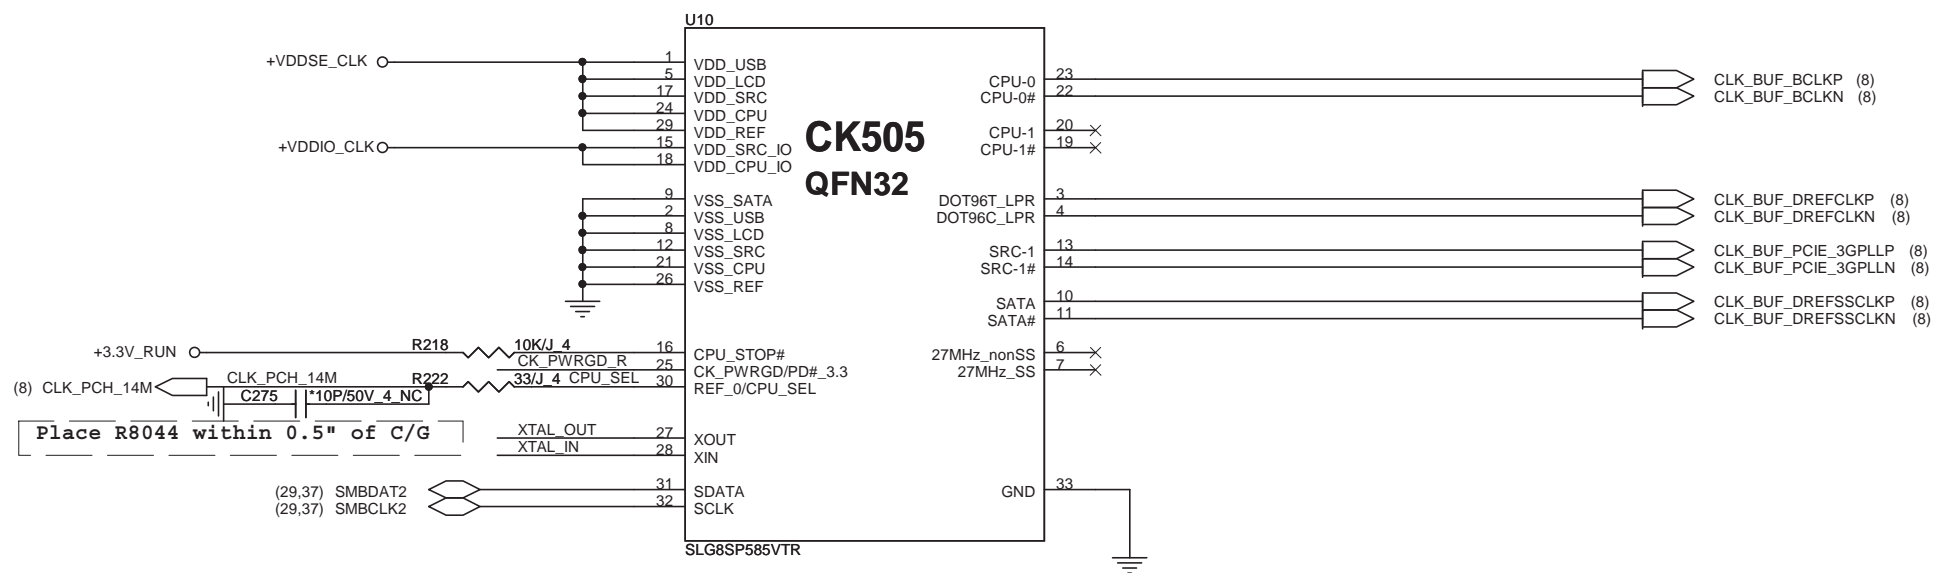 U10
+VDDSE_CLK
1
VDD_USB
5
VDD_LCD
17
VDD_SRC
24
VDD_CPU
29
VDD_REF
+VDDIO_CLK
15
VDD_SRC_IO
18
VDD_CPU_IO
CK505
QFN32
9
VSS_SATA
2
VSS_USB
8
VSS_LCD
12
VSS_SRC
21
VSS_CPU
26
VSS_REF
+3.3V_RUN
R218
10K/J_4
16
CPU_STOP#
CK_PWRGD_R
25
CK_PWRGD/PD#_3.3
(8) CLK_PCH_14M
CLK_PCH_14M
R222
33/J_4
CPU_SEL
30
REF_0/CPU_SEL
C275
*10P/50V_4_NC
Place R8044 within 0.5" of C/G
XTAL_OUT
27
XOUT
XTAL_IN
28
XIN
(29,37) SMBDAT2
31
SDATA
(29,37) SMBCLK2
32
SCLK
SLG8SP585VTR
CPU-0
23
CLK_BUF_BCLKP (8)
CPU-0#
22
CLK_BUF_BCLKN (8)
CPU-1
20
CPU-1#
19
DOT96T_LPR
3
CLK_BUF_DREFCLKP (8)
DOT96C_LPR
4
CLK_BUF_DREFCLKN (8)
SRC-1
13
CLK_BUF_PCIE_3GPLLP (8)
SRC-1#
14
CLK_BUF_PCIE_3GPLLN (8)
SATA
10
CLK_BUF_DREFSSCLKP (8)
SATA#
11
CLK_BUF_DREFSSCLKN (8)
27MHz_nonSS
6
27MHz_SS
7
GND
33